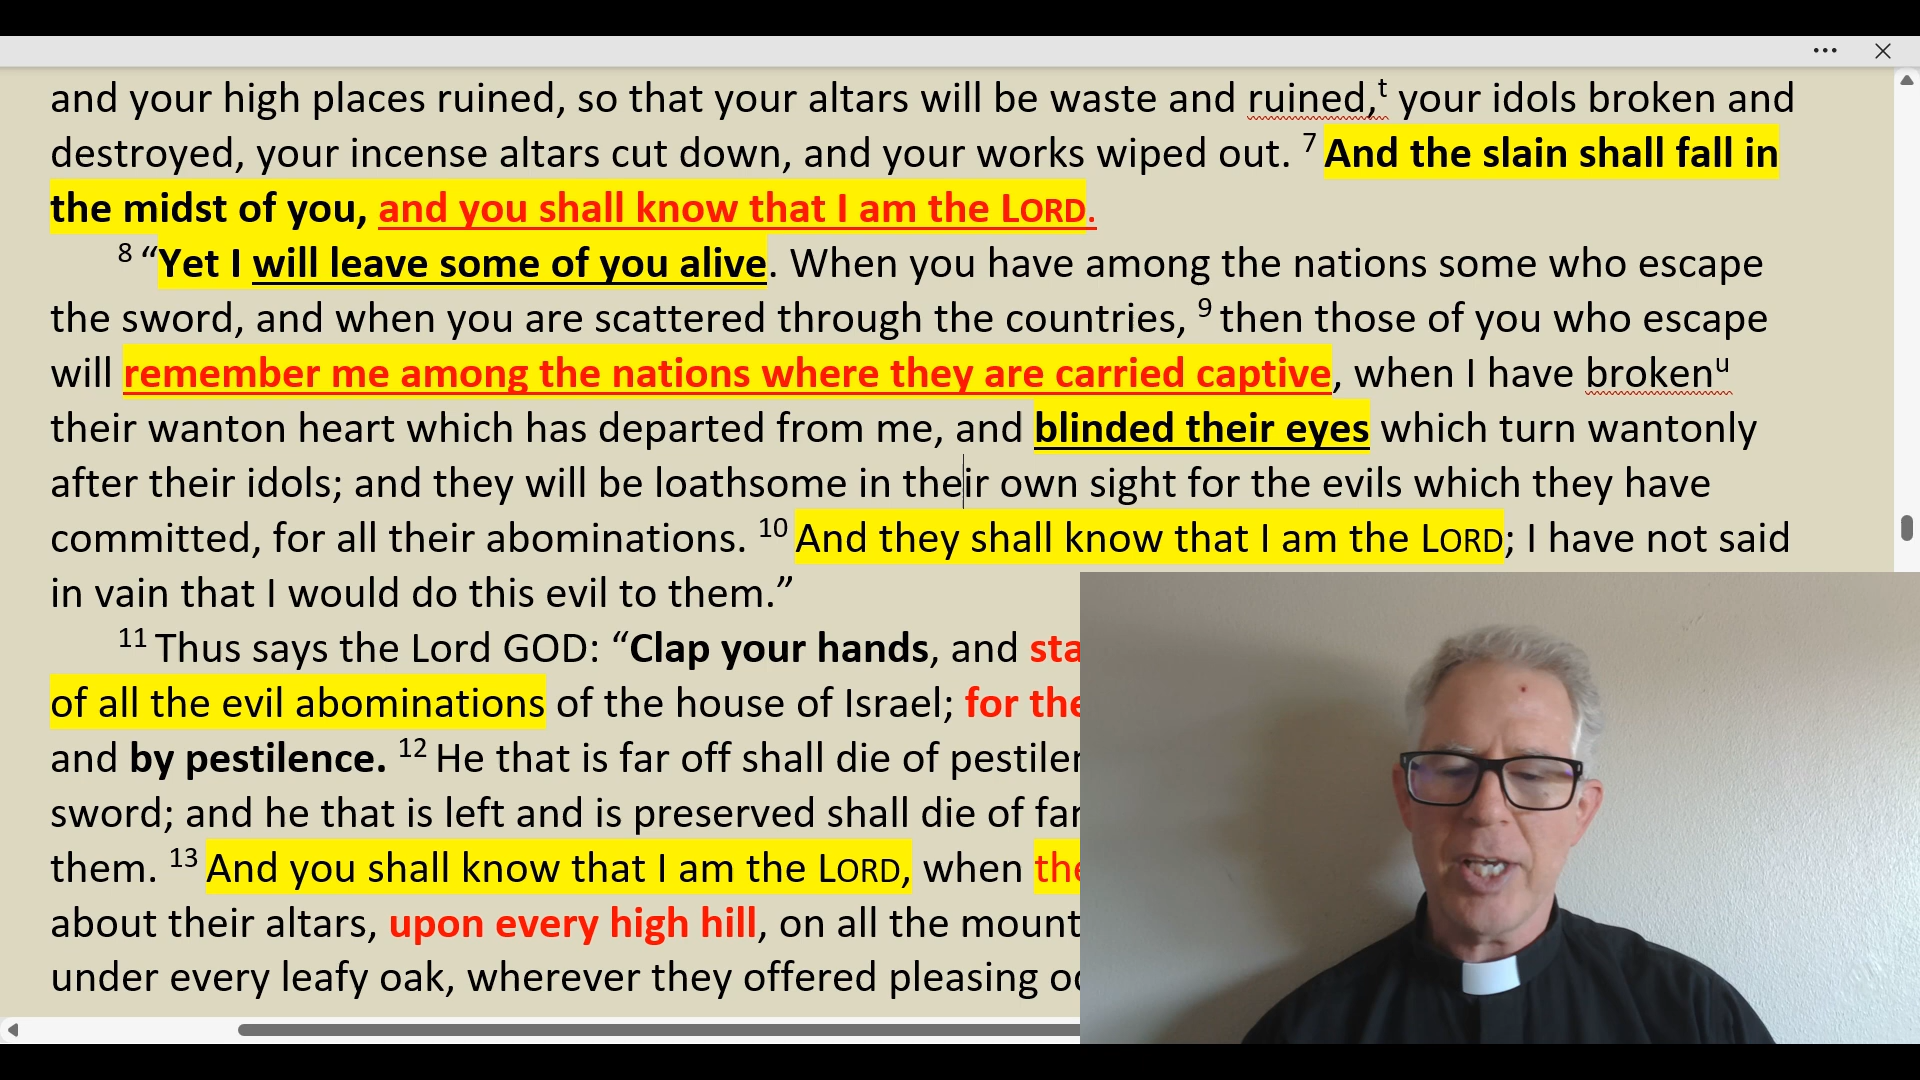 and your high places ruined, so that your altars will be waste and ruined,ᵗ your idols broken and
destroyed, your incense altars cut down, and your works wiped out. ⁷ And the slain shall fall in
the midst of you, and you shall know that I am the LORD.
⁸ “Yet I will leave some of you alive. When you have among the nations some who escape
the sword, and when you are scattered through the countries, ⁹ then those of you who escape
will remember me among the nations where they are carried captive, when I have brokenᵘ
their wanton heart which has departed from me, and blinded their eyes which turn wantonly
after their idols; and they will be loathsome in their own sight for the evils which they have
committed, for all their abominations. ¹⁰ And they shall know that I am the LORD; I have not said
in vain that I would do this evil to them.”
¹¹ Thus says the Lord GOD: “Clap your hands, and
of all the evil abominations of the house of Israel; for
and by pestilence. ¹² He that is far off shall die of
sword; and he that is left and is preserved shall die of
them. ¹³ And you shall know that I am the LORD, when
about their altars, upon every high hill, on all the
under every leafy oak, wherever they offered pleasing